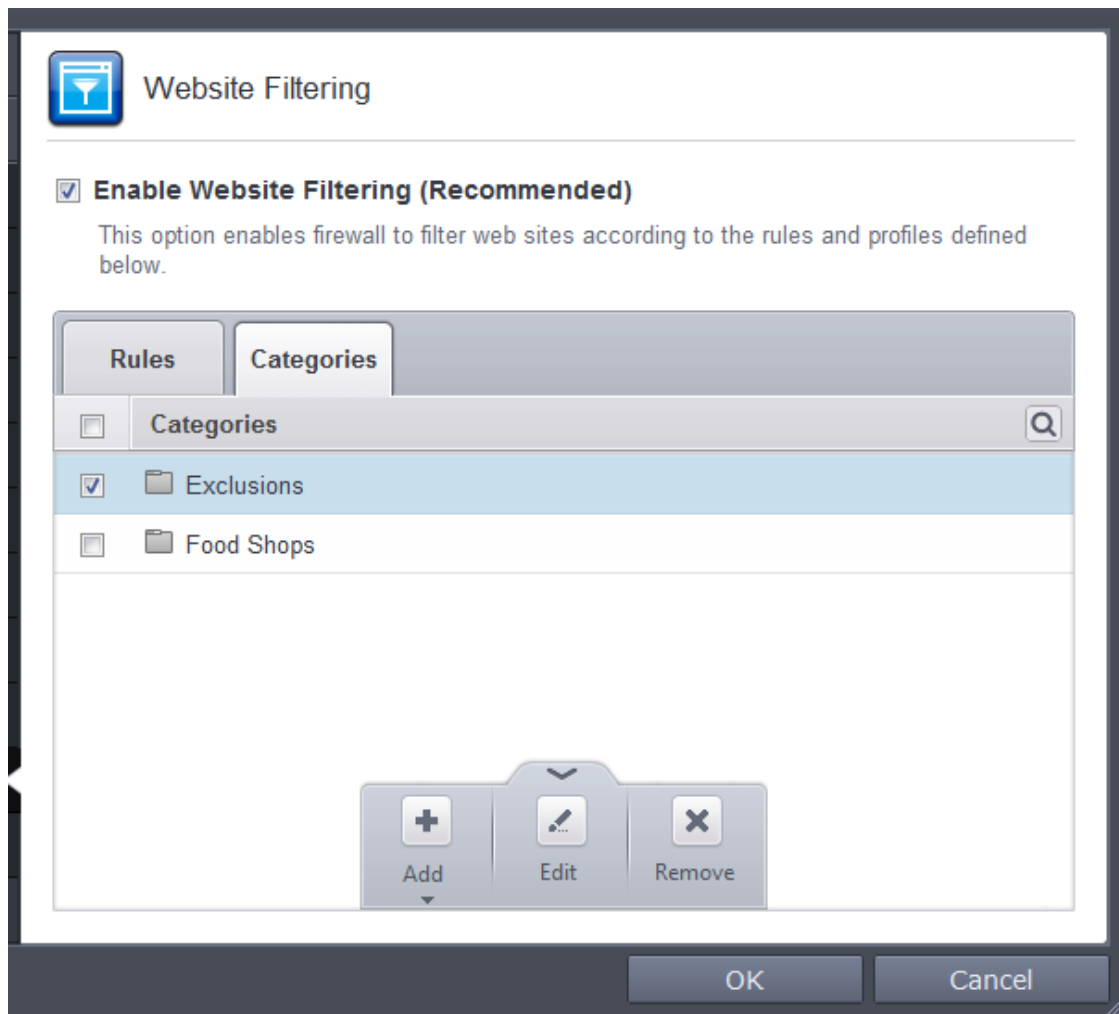 Website Filtering
Enable Website Filtering (Recommended)
This option enables firewall to filter web sites according to the rules and profiles defined
below.
Rules Categories
Categories
Exclusions
Food Shops
Add Edit Remove
OK Cancel